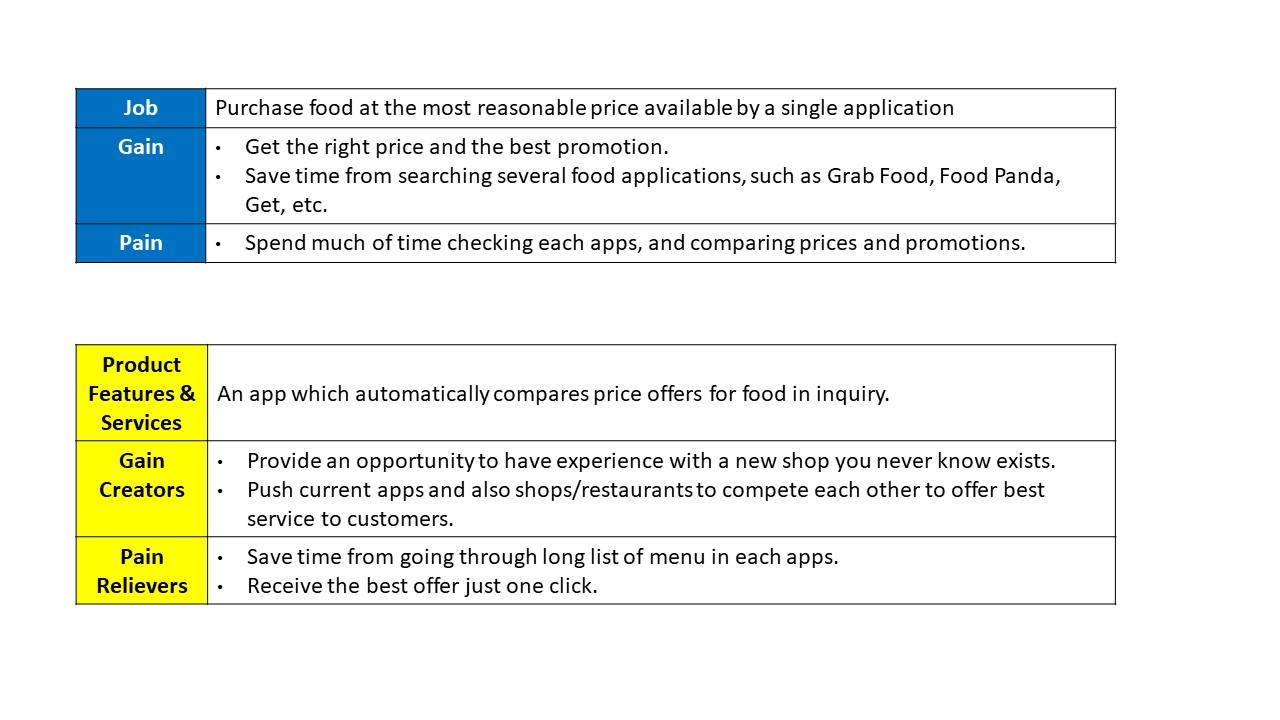 Job
Purchase food at the most reasonable price available by a single application
Gain
• Get the right price and the best promotion.
• Save time from searching several food applications, such as Grab Food, Food Panda,
Get, etc.
Pain
• Spend much of time checking each apps, and comparing prices and promotions.
Product
Features &
Services
An app which automatically compares price offers for food in inquiry.
Gain
Creators
• Provide an opportunity to have experience with a new shop you never know exists.
• Push current apps and also shops/restaurants to compete each other to offer best
service to customers.
Pain
Relievers
• Save time from going through long list of menu in each apps.
• Receive the best offer just one click.